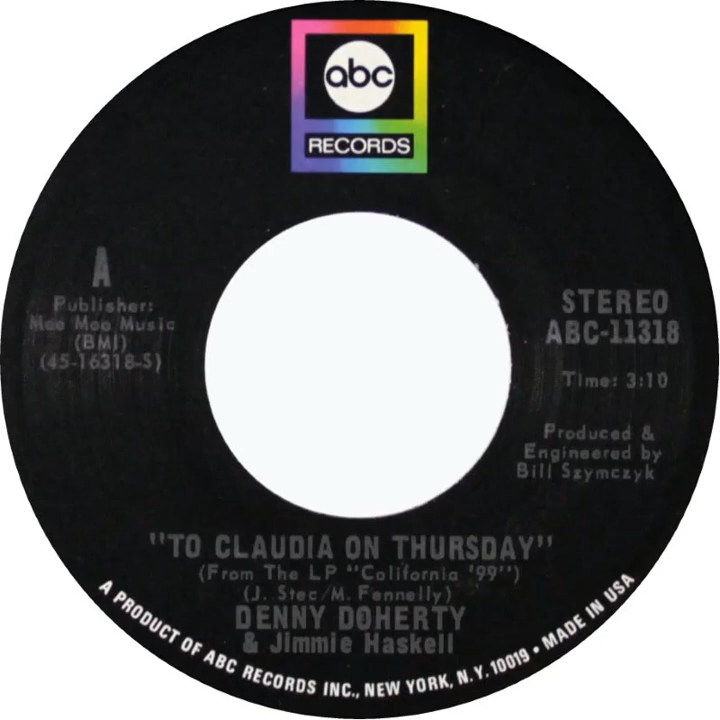 abc
RECORDS
A
Publisher:
Mee Moo Music
(BMI)
(45-16318-S)
STEREO
ABC-11318
Time: 3:10
Produced &
Engineered by
Bill Szymczyk
"TO CLAUDIA ON THURSDAY"
(From The LP "California '99")
(J. Stec/M. Fennelly)
DENNY DOHERTY
& Jimmie Haskell
A PRODUCT OF ABC RECORDS INC., NEW YORK, N.Y. 10019 • MADE IN USA